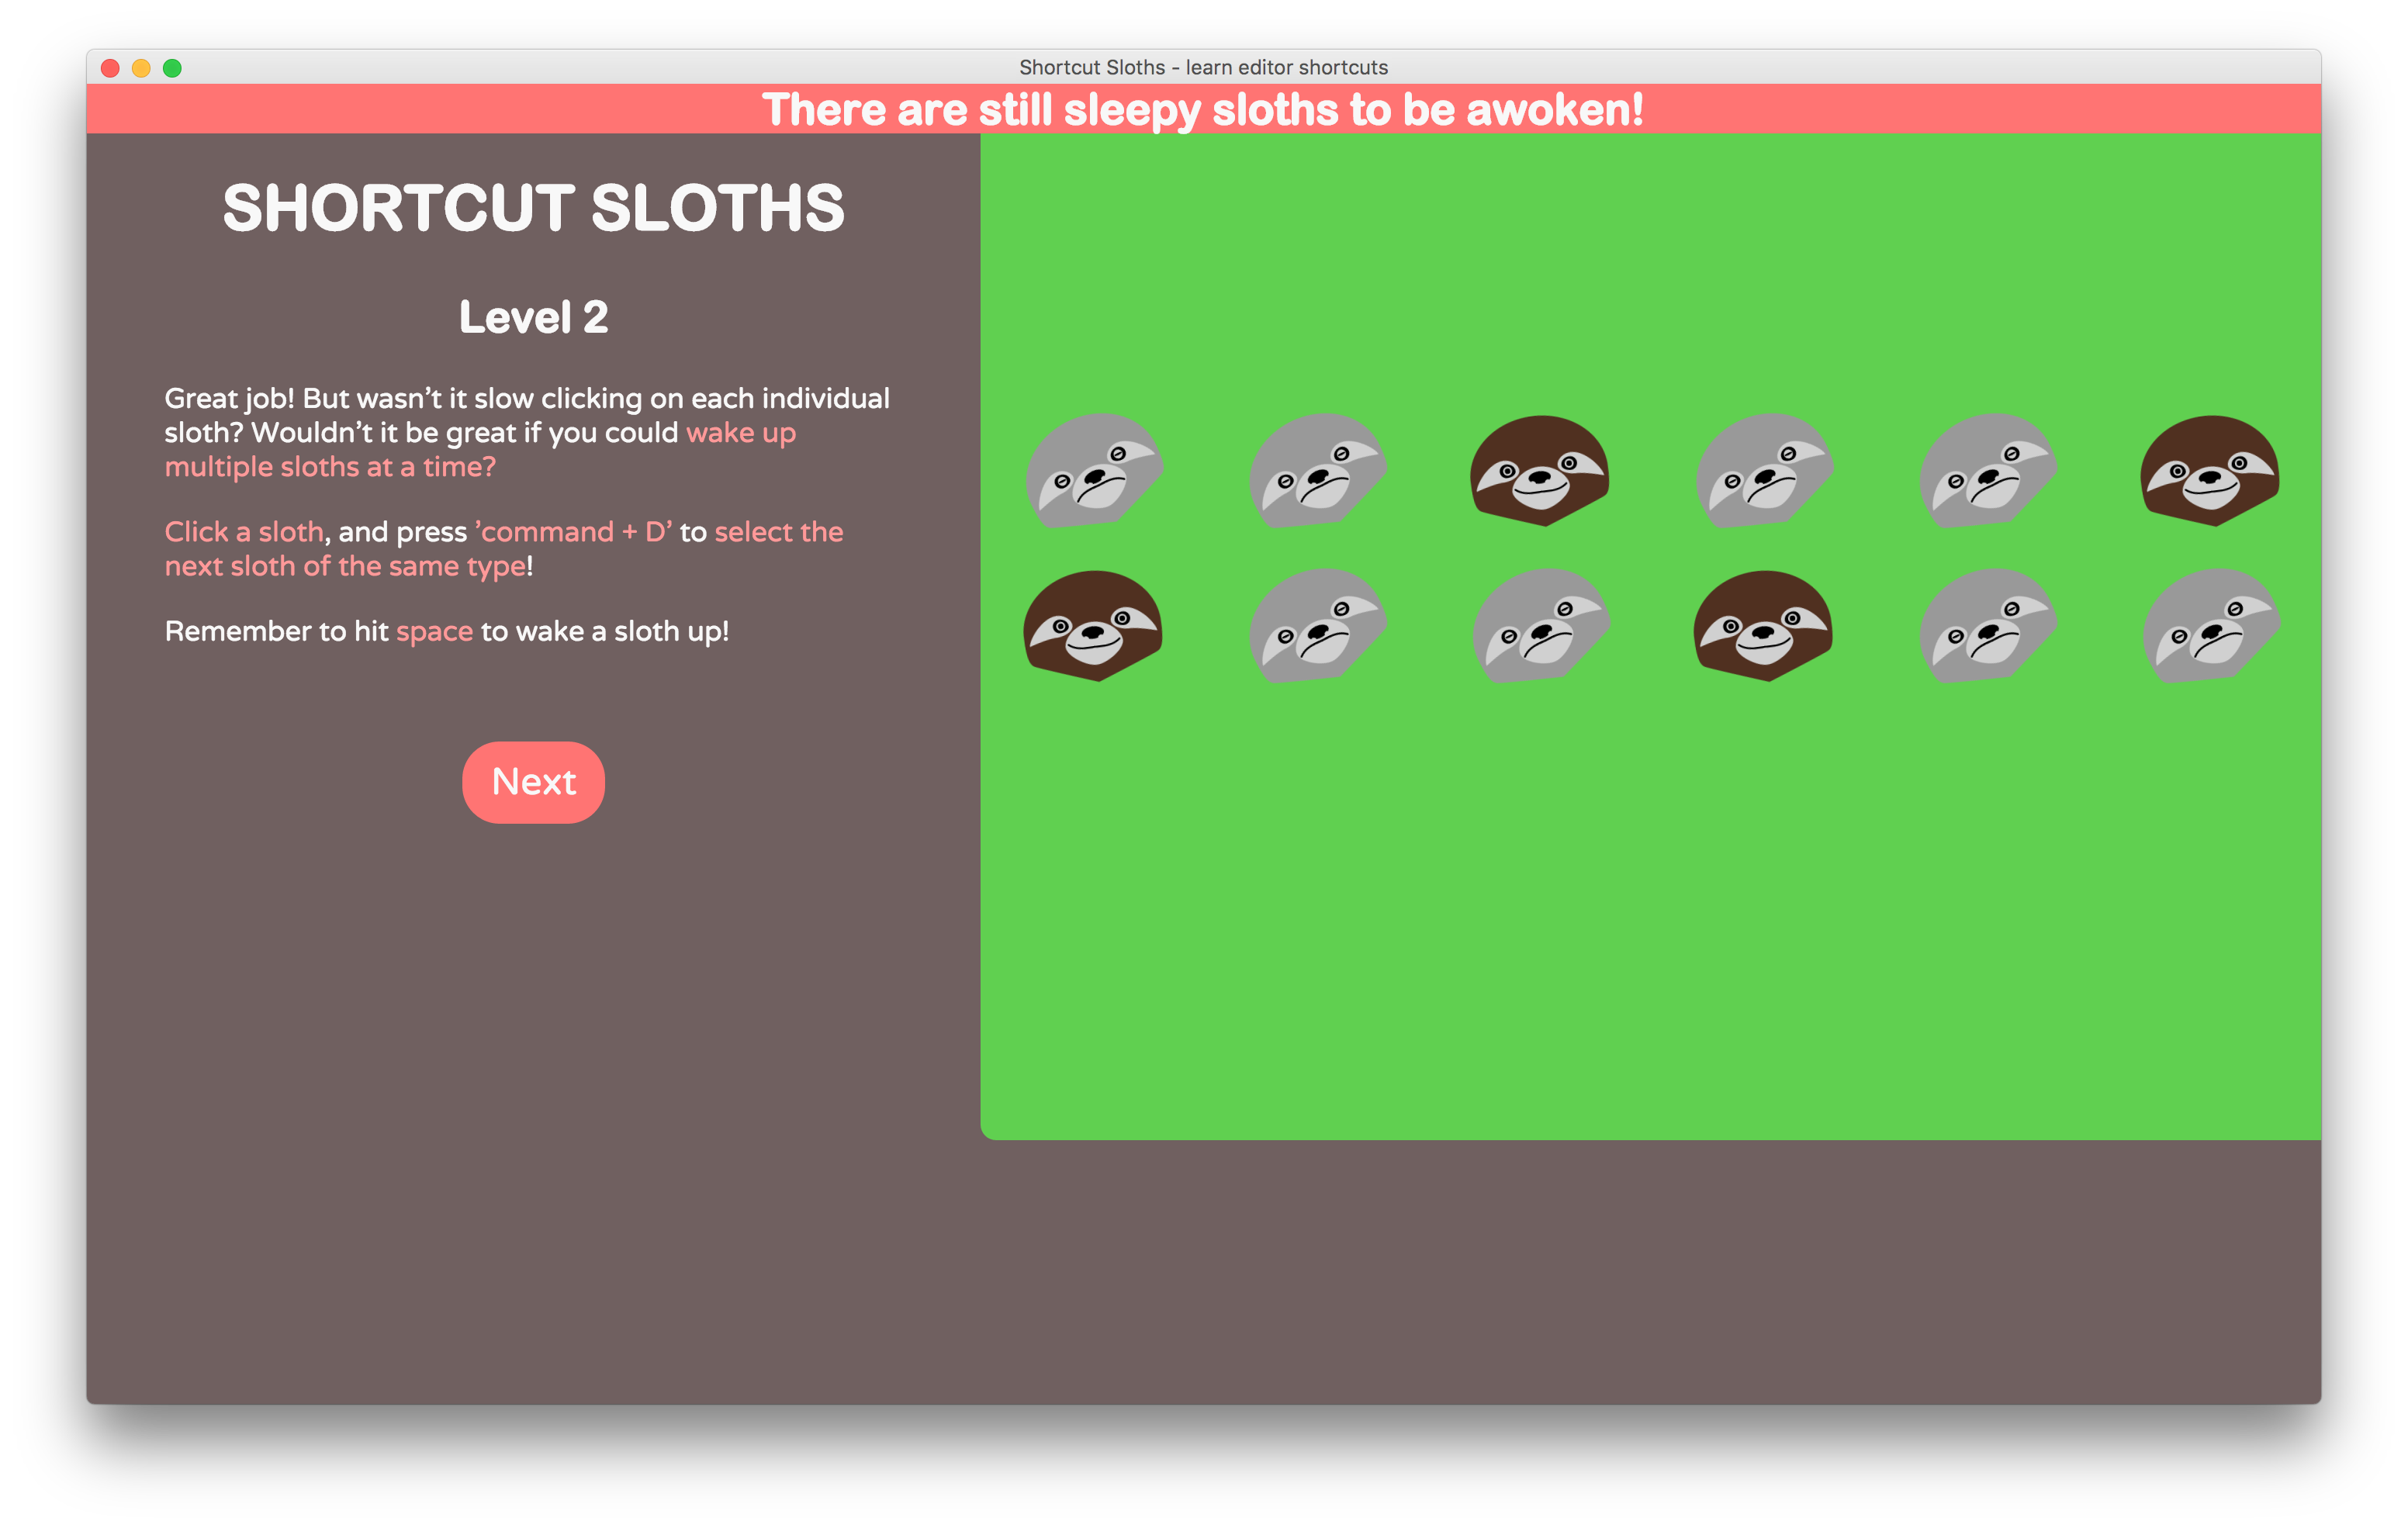 Shortcut Sloths - learn editor shortcuts
There are still sleepy sloths to be awoken!
SHORTCUT SLOTHS
Level 2
Great job! But wasn’t it slow clicking on each individual
sloth? Wouldn’t it be great if you could wake up
multiple sloths at a time?
Click a sloth, and press ’command + D’ to select the
next sloth of the same type!
Remember to hit space to wake a sloth up!
Next